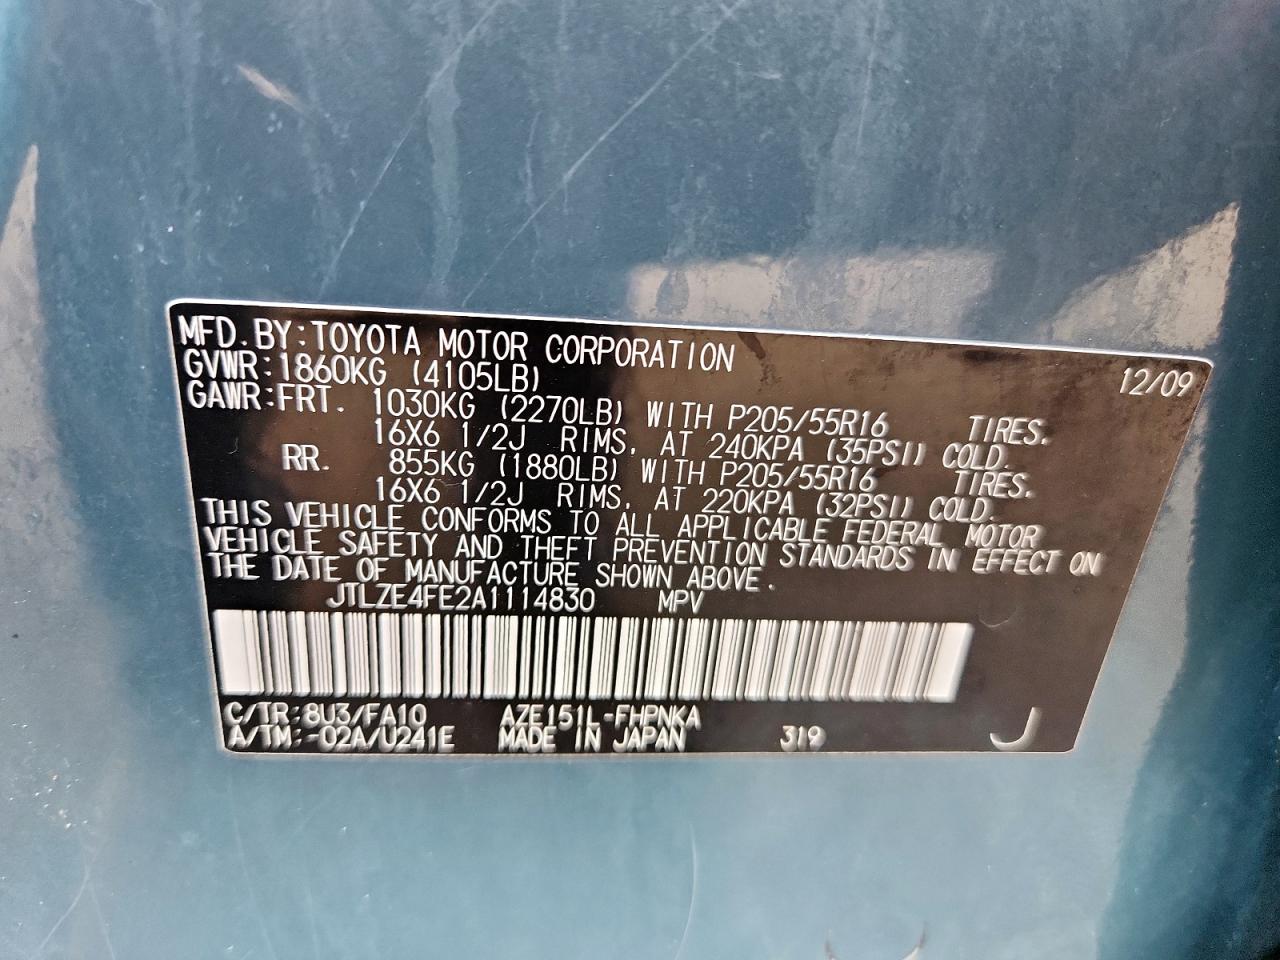 MFD. BY: TOYOTA MOTOR CORPORATION 12/09
GVWR: 1860KG (4105LB)
GAWR: FRT. 1030KG (2270LB) WITH P205/55R16 TIRES,
16X6 1/2J RIMS, AT 240KPA (35PSI) COLD.
RR. 855KG (1880LB) WITH P205/55R16 TIRES,
16X6 1/2J RIMS, AT 220KPA (32PSI) COLD.
THIS VEHICLE CONFORMS TO ALL APPLICABLE FEDERAL MOTOR
VEHICLE SAFETY AND THEFT PREVENTION STANDARDS IN EFFECT ON
THE DATE OF MANUFACTURE SHOWN ABOVE.
JTLZE4FE2A1114830 MPV
C/TR: 8U3/FA10 AZE151L-FHPNKA
A/TM: -02A/U241E MADE IN JAPAN 319 J